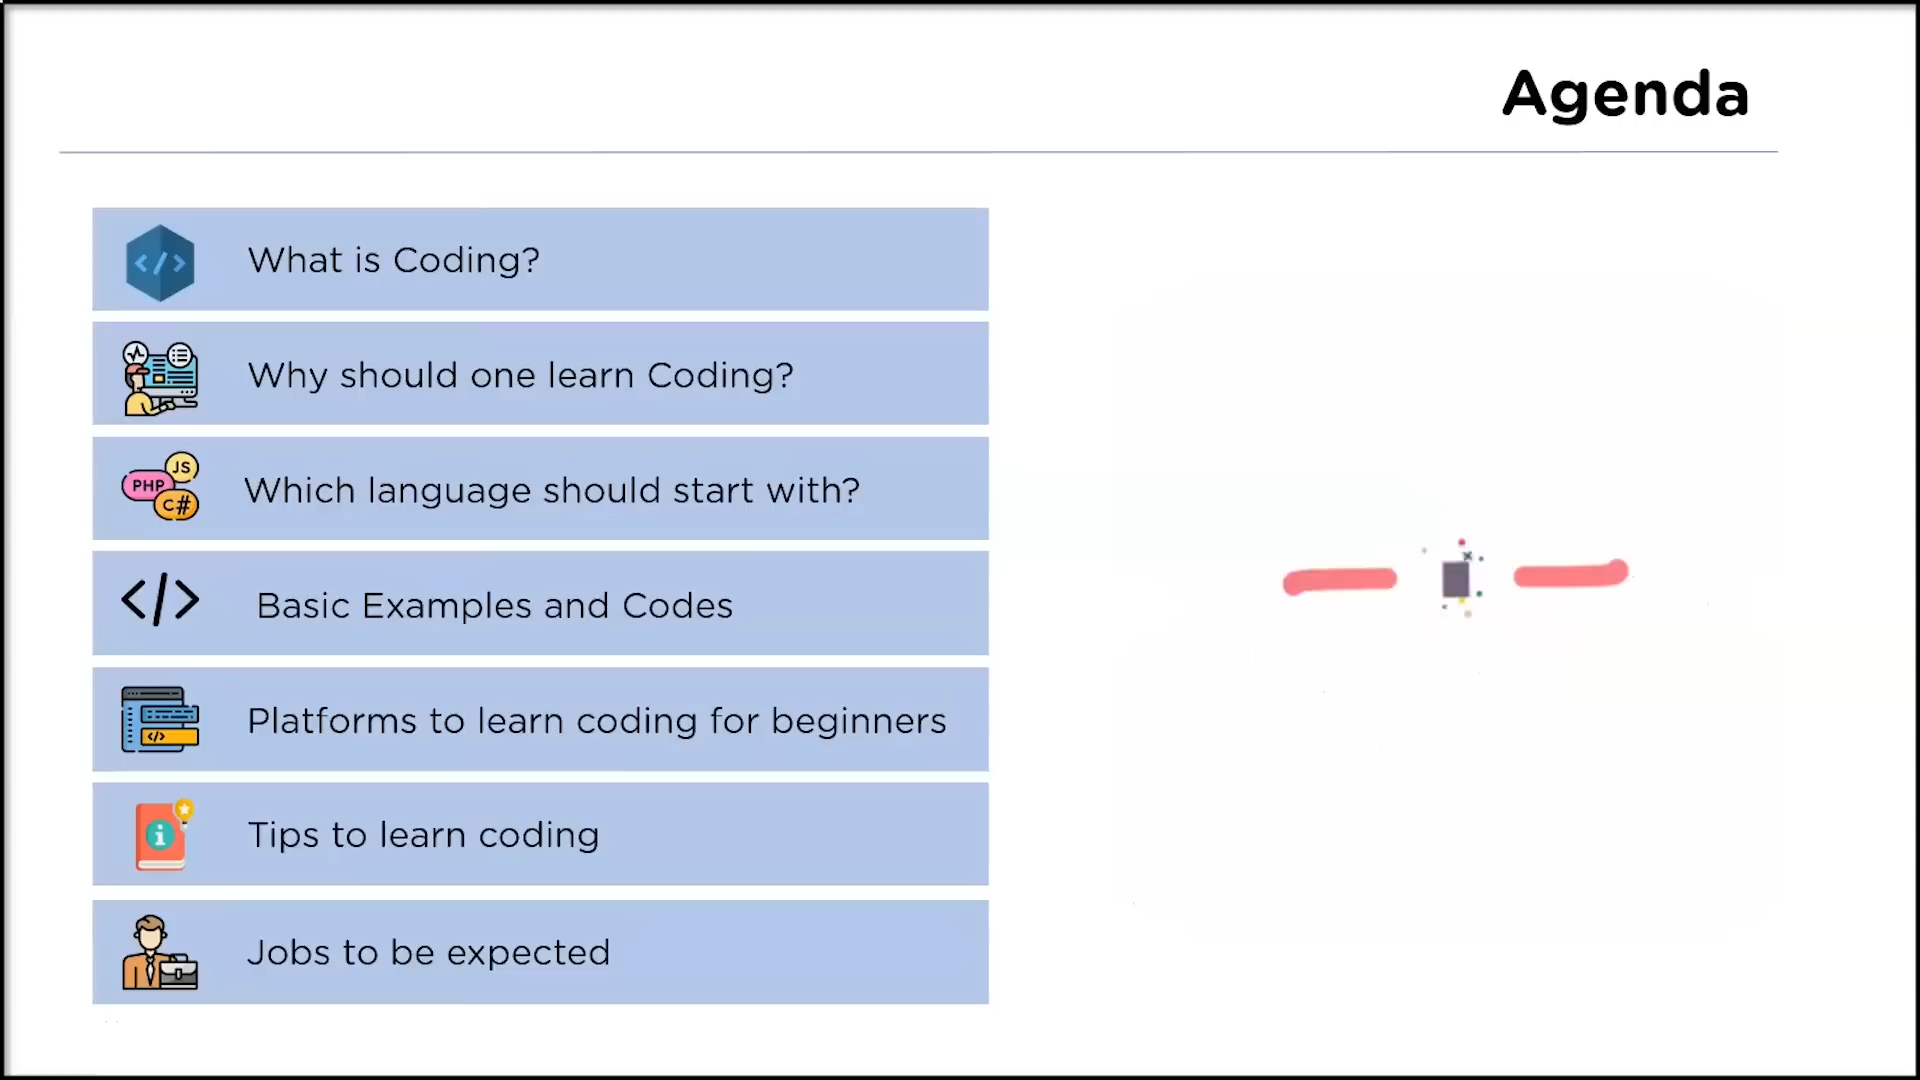 Agenda
What is Coding?
Why should one learn Coding?
JS
PHP
C#
Which language should start with?
</>
Basic Examples and Codes
</>
Platforms to learn coding for beginners
i
Tips to learn coding
Jobs to be expected